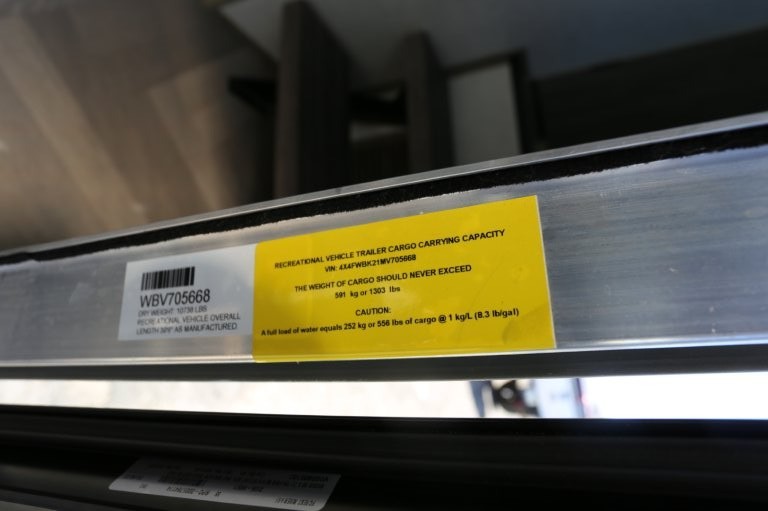 WBV705668
DRY WEIGHT: 10738 LBS
RECREATIONAL VEHICLE OVERALL
LENGTH AS MANUFACTURED
RECREATIONAL VEHICLE TRAILER CARGO CARRYING CAPACITY
VIN: 4X4FWBK21MV705668
THE WEIGHT OF CARGO SHOULD NEVER EXCEED
591 kg or 1303 lbs
CAUTION:
A full load of water equals 252 kg or 556 lbs of cargo @ 1 kg/L (8.3 lb/gal)